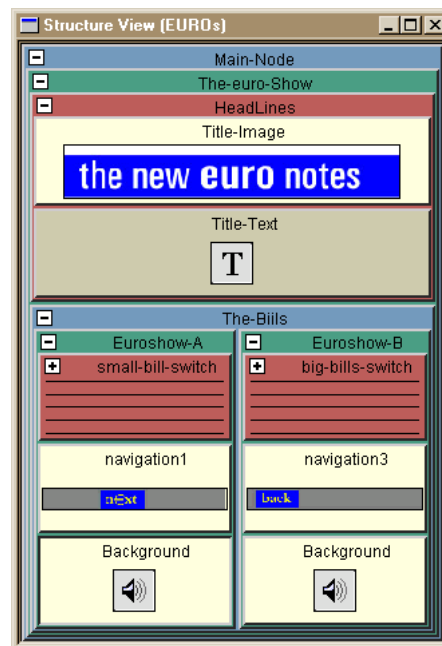 Structure View (EUROs)
Main-Node
The-euro-Show
HeadLines
Title-Image
the new euro notes
Title-Text
T
The-Biils
Euroshow-A
small-bill-switch
navigation1
next
Background
Euroshow-B
big-bills-switch
navigation3
back
Background